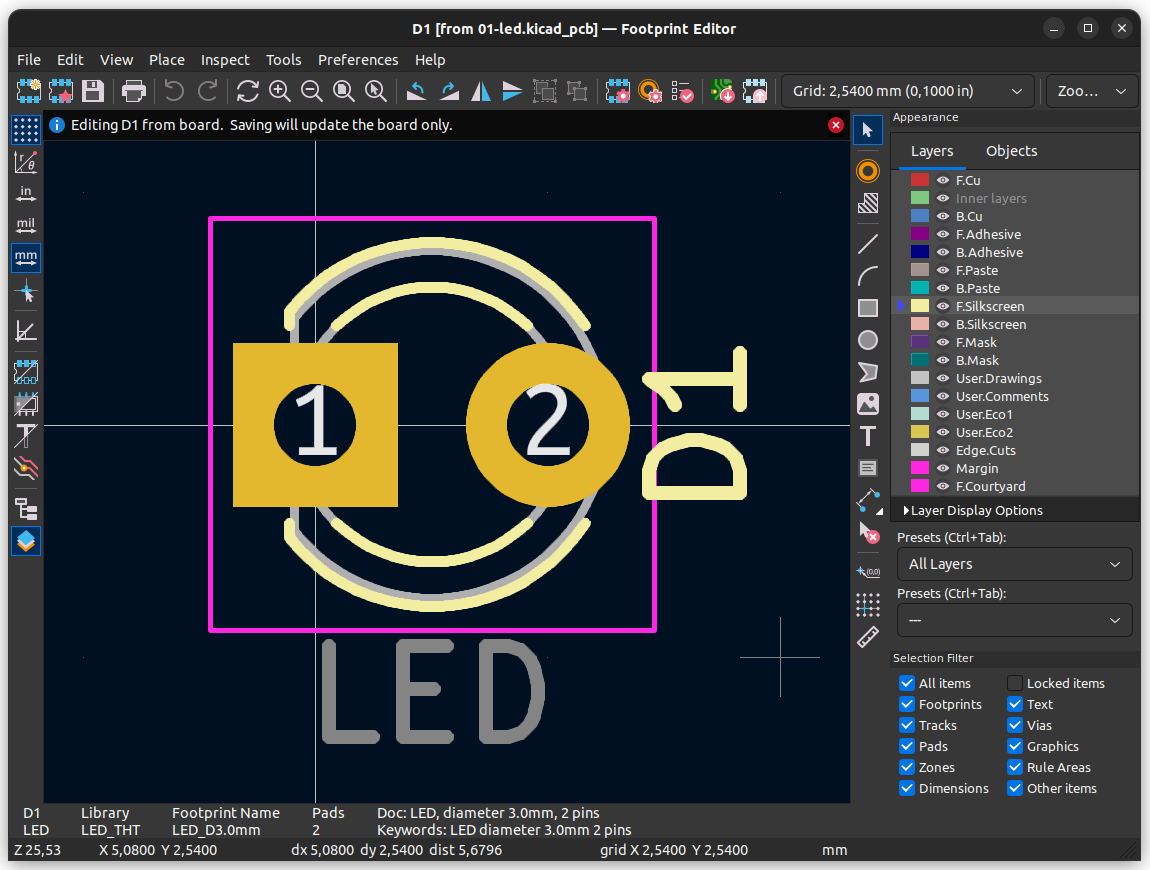 D1 [from 01-led.kicad_pcb] — Footprint Editor
File Edit View Place Inspect Tools Preferences Help
Grid: 2,5400 mm (0,1000 in)
Zoo...
Editing D1 from board. Saving will update the board only.
in
mil
mm
1
2
D1
LED
(0,0)
Appearance
Layers Objects
F.Cu
Inner layers
B.Cu
F.Adhesive
B.Adhesive
F.Paste
B.Paste
F.Silkscreen
B.Silkscreen
F.Mask
B.Mask
User.Drawings
User.Comments
User.Eco1
User.Eco2
Edge.Cuts
Margin
F.Courtyard
Layer Display Options
Presets (Ctrl+Tab):
All Layers
Presets (Ctrl+Tab):
---
Selection Filter
All items Locked items
Footprints Text
Tracks Vias
Pads Graphics
Zones Rule Areas
Dimensions Other items
D1 Library Footprint Name Pads Doc: LED, diameter 3.0mm, 2 pins
LED LED_THT LED_D3.0mm 2 Keywords: LED diameter 3.0mm 2 pins
Z 25,53 X 5,0800 Y 2,5400 dx 5,0800 dy 2,5400 dist 5,6796 grid X 2,5400 Y 2,5400 mm